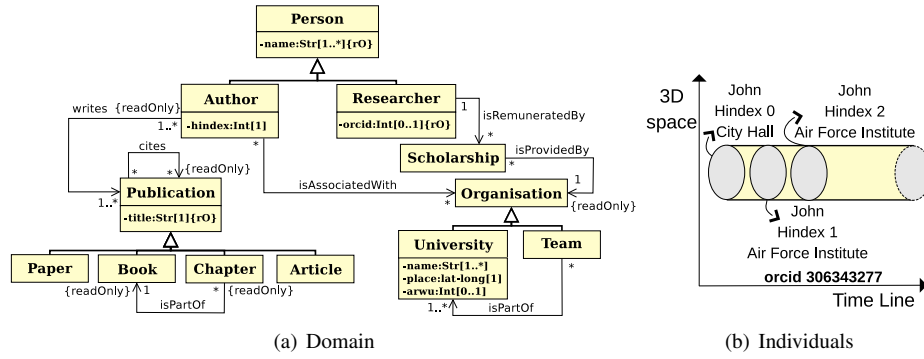 Person
-name:Str[1..*]{rO}
writes
{readOnly}
1..*
Author
-hindex:Int[1]
*
Researcher
-orcid:Int[0..1]{rO}
1
isRemuneratedBy
*
cites
*
*
{readOnly}
Scholarship
*
isProvidedBy
isAssociatedWith
*
1
{readOnly}
Publication
-title:Str[1]{rO}
1..*
Organisation
Paper
Book
Chapter
Article
{readOnly}
1
*
{readOnly}
isPartOf
University
-name:Str[1..*]
-place:lat-long[1]
-arwu:Int[0..1]
Team
*
1..*
isPartOf
(a) Domain
3D
space
John
Hindex 0
City Hall
John
Hindex 2
Air Force Institute
John
Hindex 1
Air Force Institute
orcid 306343277
Time Line
(b) Individuals